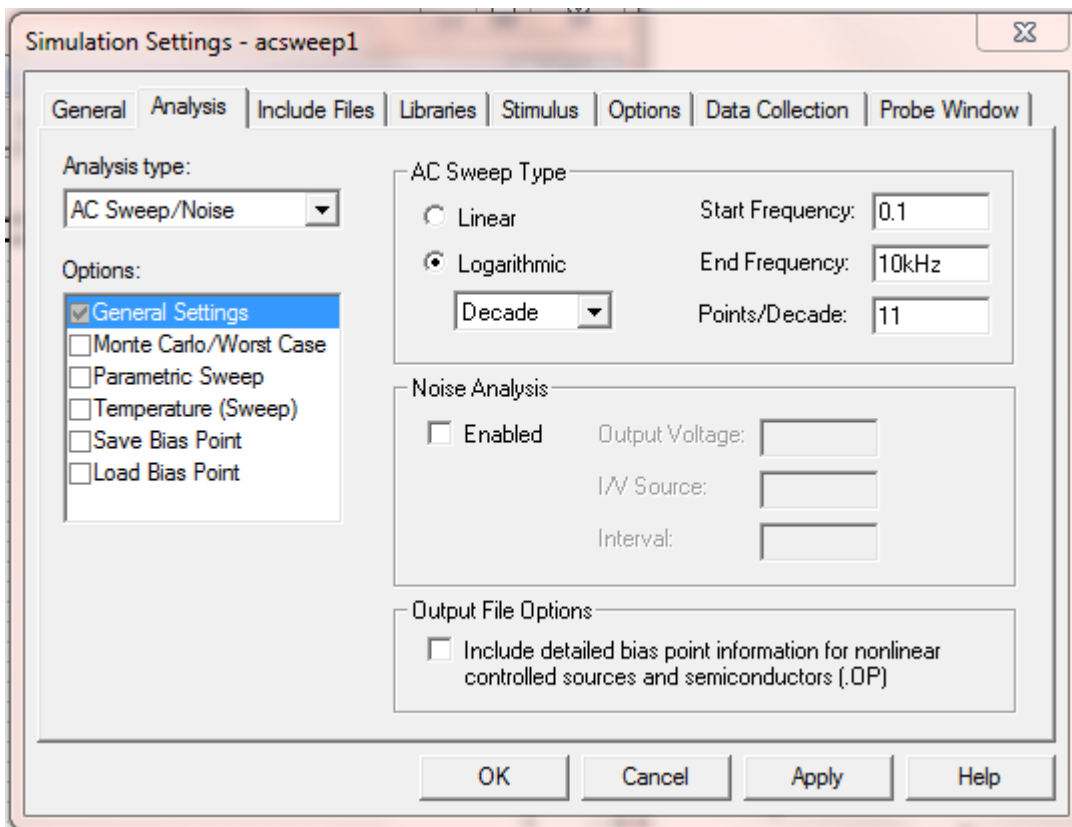 Simulation Settings - acsweep1
General Analysis Include Files Libraries Stimulus Options Data Collection Probe Window
Analysis type:
AC Sweep/Noise
Options:
General Settings
Monte Carlo/Worst Case
Parametric Sweep
Temperature (Sweep)
Save Bias Point
Load Bias Point
AC Sweep Type
Linear
Logarithmic
Decade
Start Frequency: 0.1
End Frequency: 10kHz
Points/Decade: 11
Noise Analysis
Enabled
Output Voltage:
I/V Source:
Interval:
Output File Options
Include detailed bias point information for nonlinear
controlled sources and semiconductors (.OP)
OK Cancel Apply Help